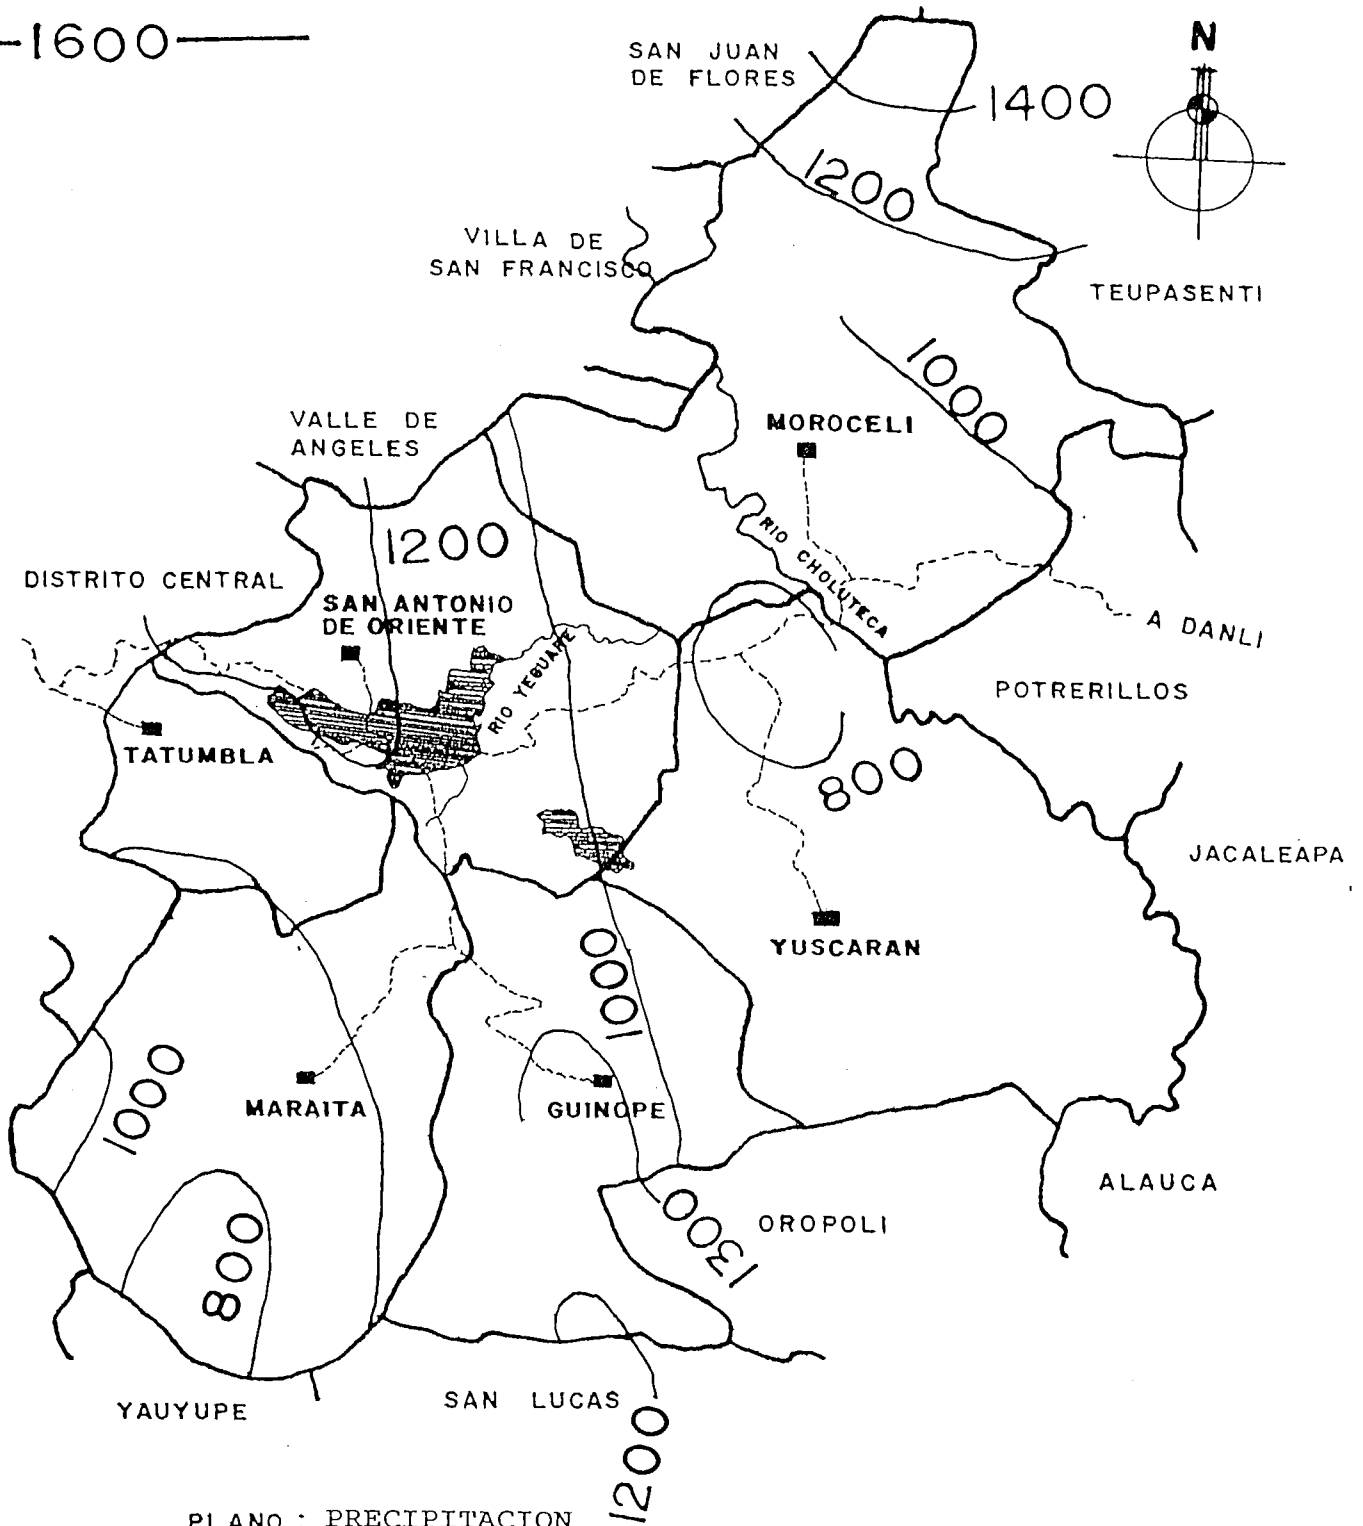 1600
SAN JUAN
DE FLORES
N
1400
1200
VILLA DE
SAN FRANCISCO
TEUPASENTI
1000
VALLE DE
ANGELES
MOROCELI
1200
RIO CHOLUTECA
DISTRITO CENTRAL
SAN ANTONIO
DE ORIENTE
A DANLI
RIO YEGUARE
POTRERILLOS
TATUMBLA
800
JACALEAPA
YUSCARAN
1000
1000
MARAITA
GUINOPE
ALAUCA
800
1300
OROPOLI
YAUYUPE
SAN LUCAS
1200
PLANO : PRECIPITACION